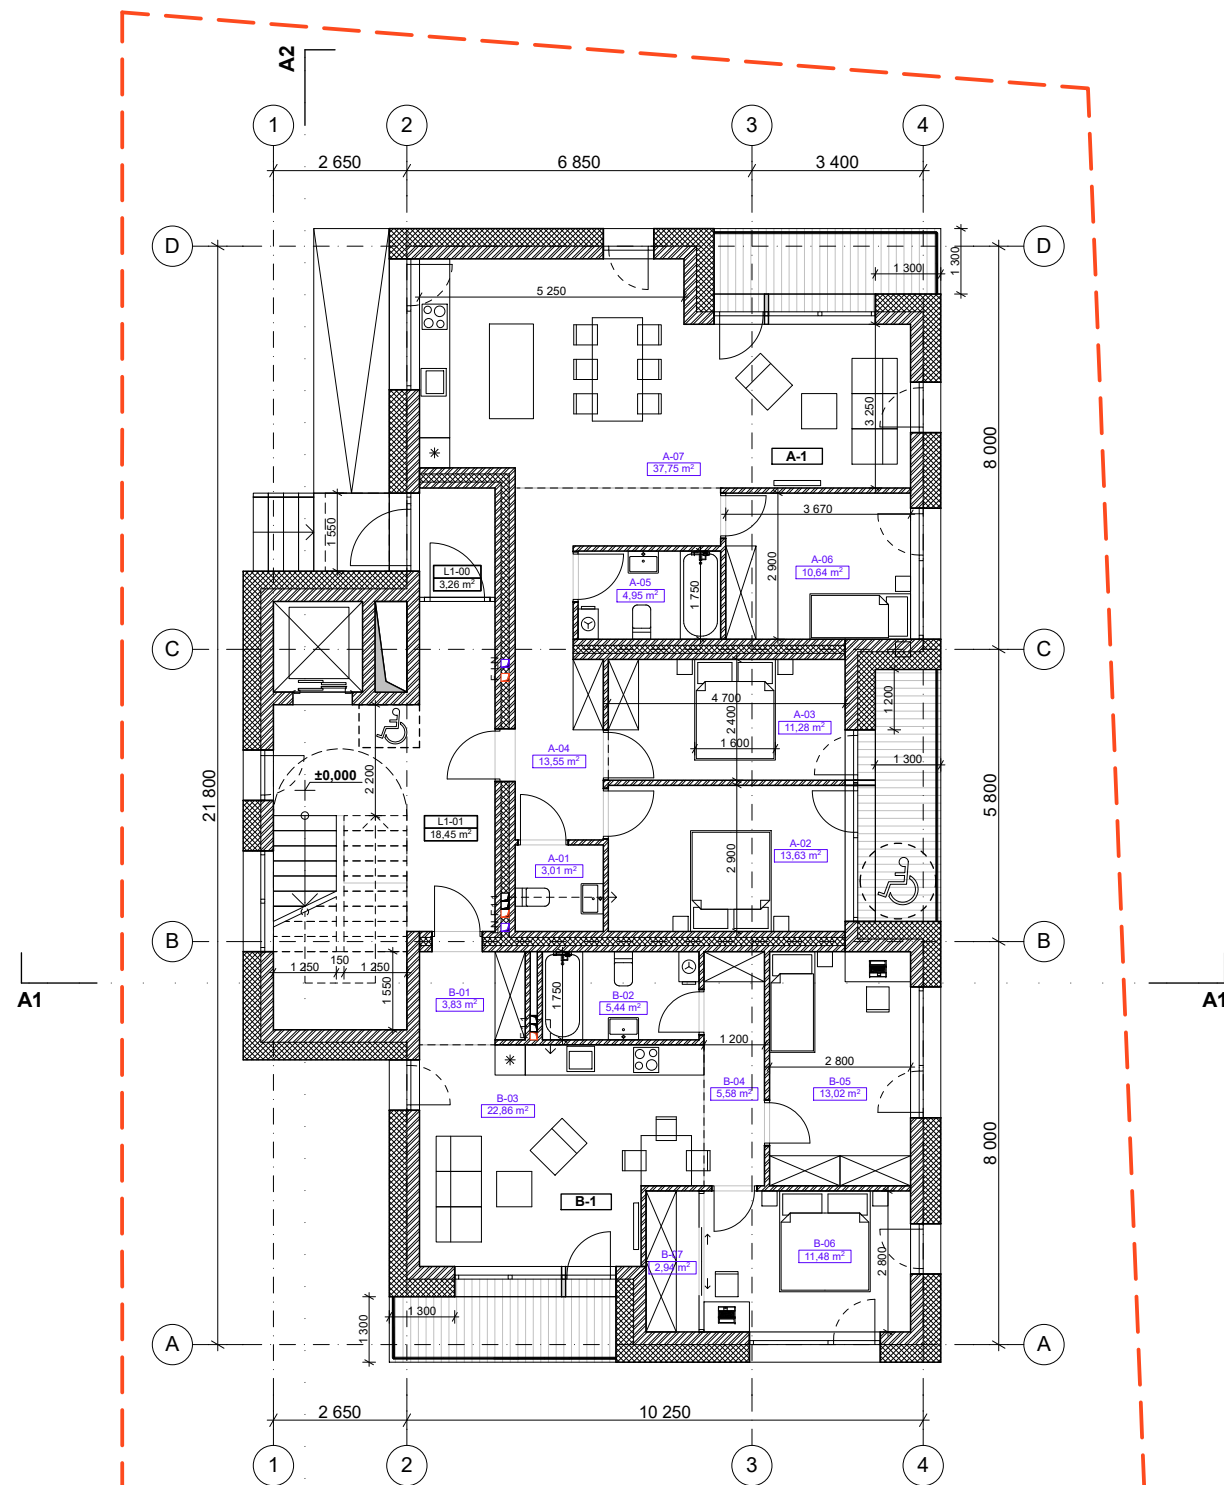 A2
1
2
3
4
2 650
6 850
3 400
D
D
1 300
1 300
5 250
3 250
8 000
A-07
37,75 m²
A-1
3 670
1 550
L1-00
3,26 m²
A-05
4,95 m²
1 750
2 900
A-06
10,64 m²
C
C
4 700
2 400
1 600
A-03
11,28 m²
1 200
1 300
A-04
13,55 m²
±0,000
2 200
21 800
5 800
L1-01
18,45 m²
A-01
3,01 m²
2 900
A-02
13,63 m²
B
B
1 250
150
1 250
1 550
A1
A1
B-01
3,83 m²
1 750
B-02
5,44 m²
1 200
2 800
B-03
22,86 m²
B-04
5,58 m²
B-05
13,02 m²
8 000
B-1
B-07
2,94 m²
B-06
11,48 m²
2 800
1 300
1 300
A
A
2 650
10 250
1
2
3
4